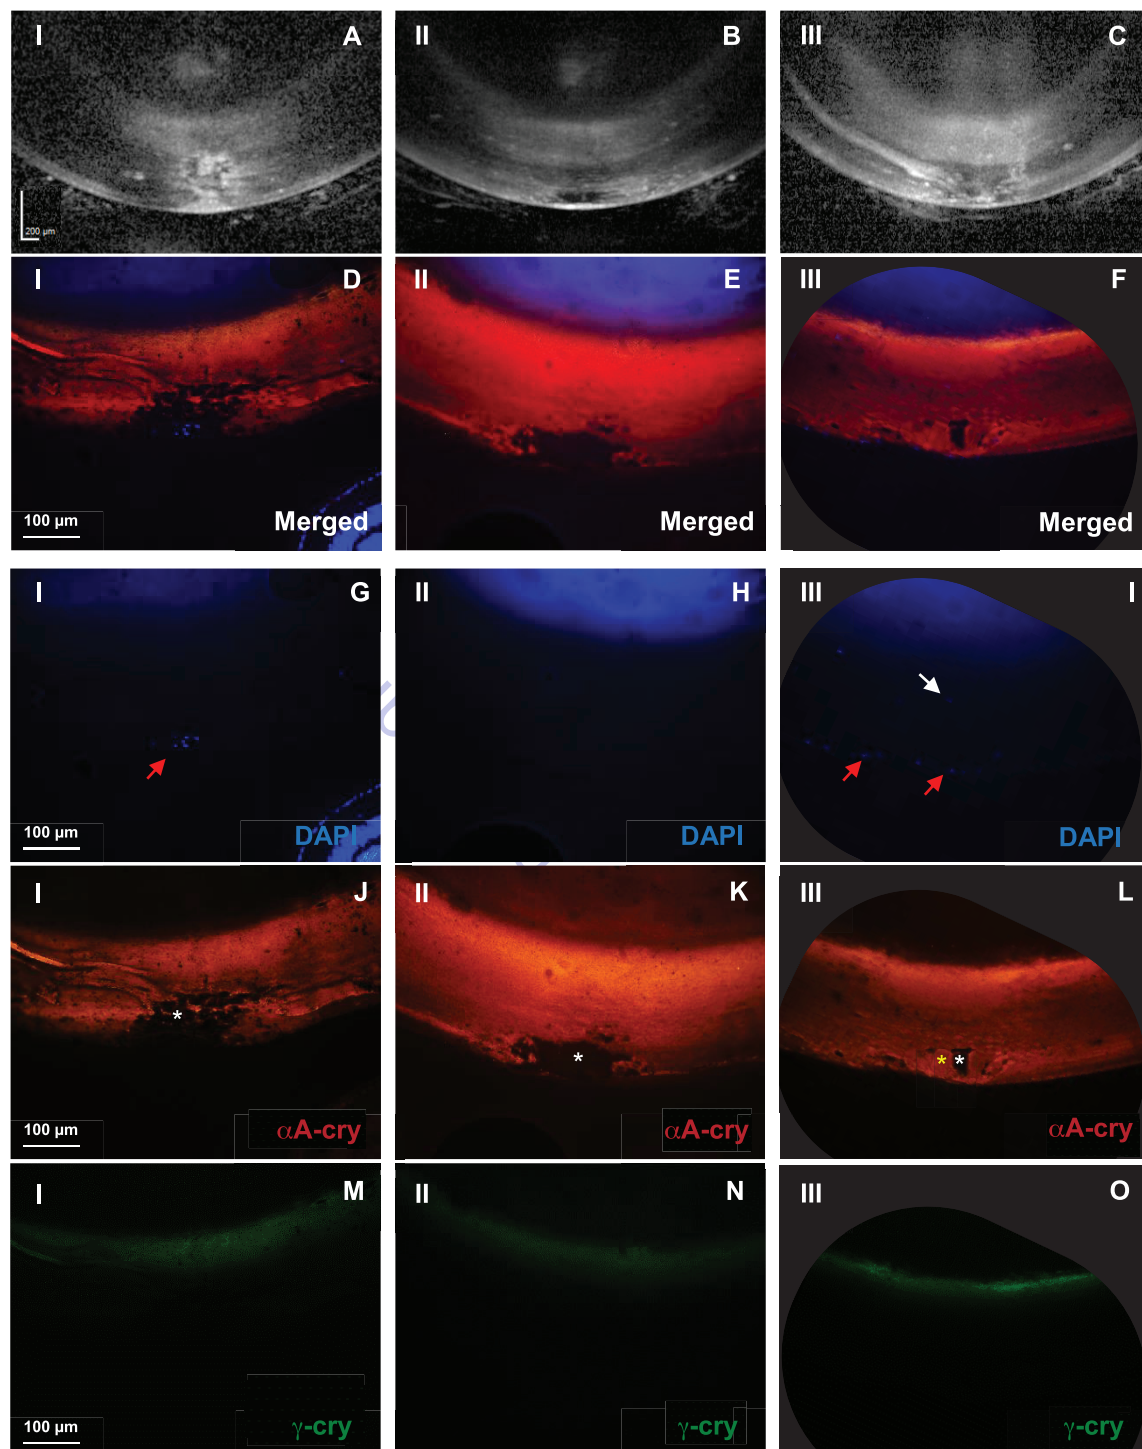 I A II B III C
200 µm
I D II E III F
100 µm Merged Merged Merged
I G II H III I
100 µm DAPI DAPI DAPI
I J II K III L
* * * *
100 µm αA-cry αA-cry αA-cry
I M II N III O
100 µm γ-cry γ-cry γ-cry